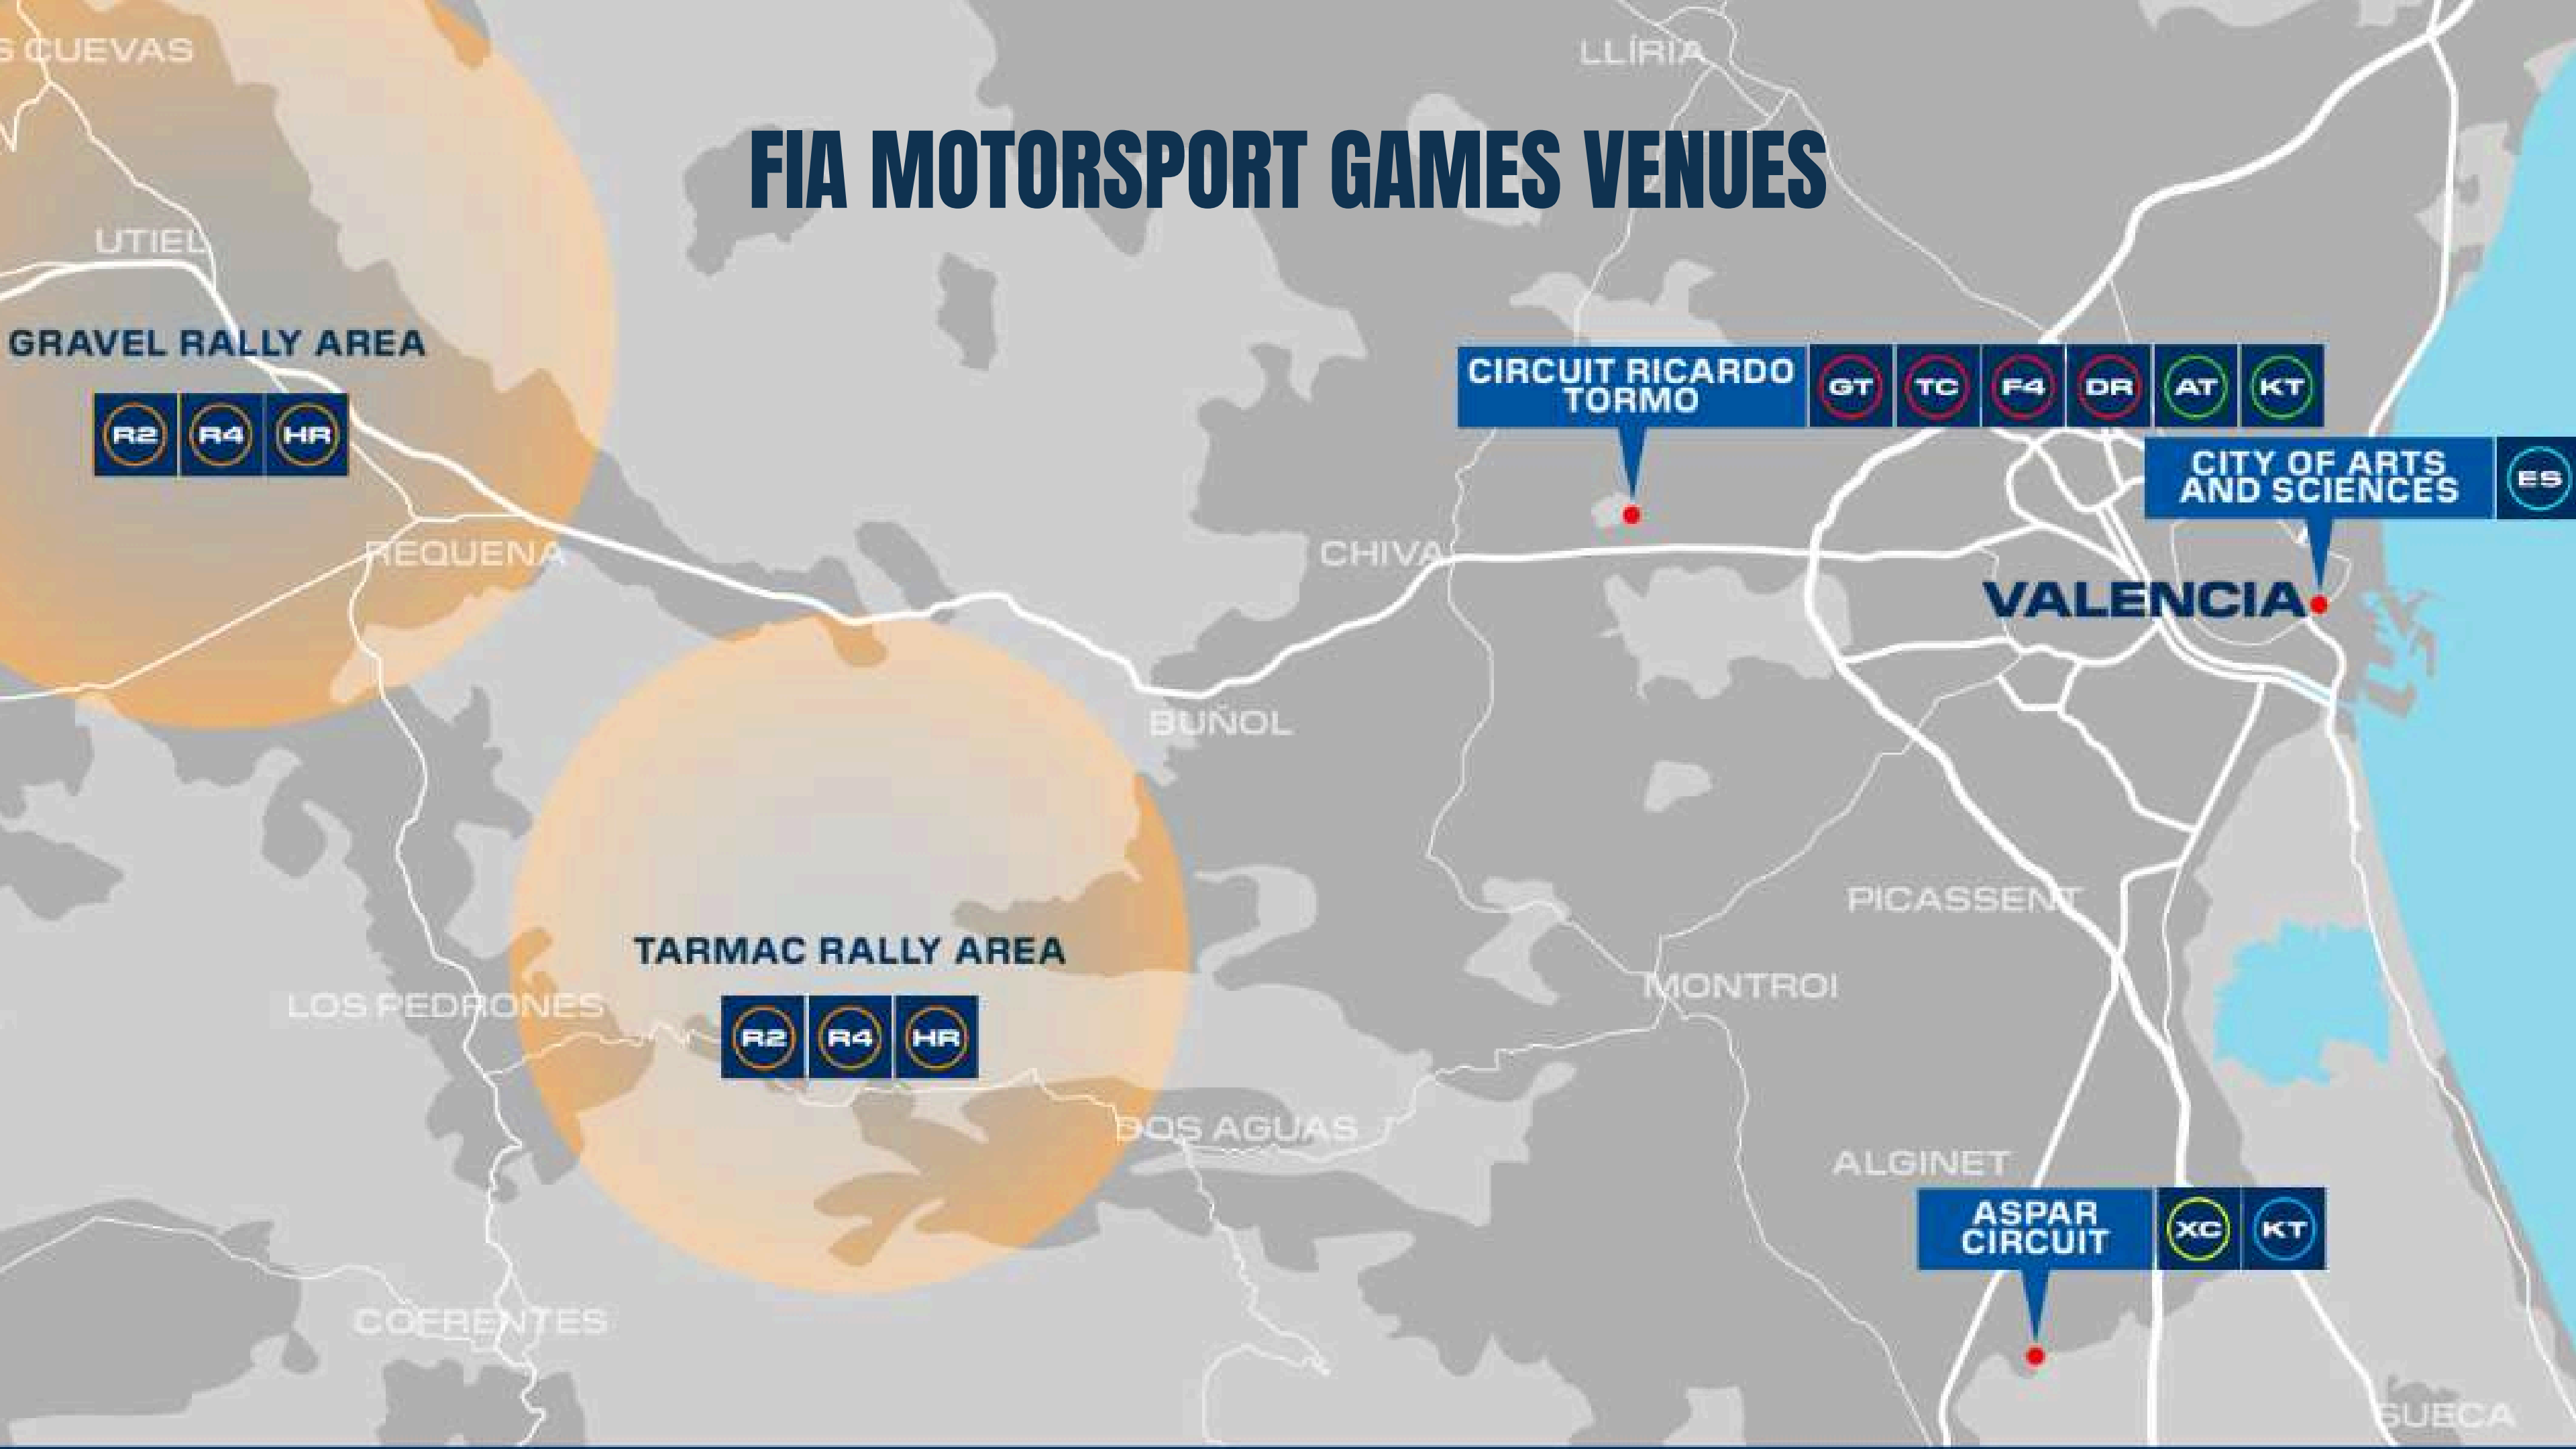 S CUEVAS
LLÍRIA
FIA MOTORSPORT GAMES VENUES
UTIEL
GRAVEL RALLY AREA
R2 R4 HR
CIRCUIT RICARDO
TORMO
GT TC F4 DR AT KT
CITY OF ARTS
AND SCIENCES
ES
REQUENA
CHIVA
VALENCIA
BUÑOL
PICASSENT
TARMAC RALLY AREA
R2 R4 HR
LOS PEDRONES
MONTROI
DOS AGUAS
ALGINET
ASPAR
CIRCUIT
XC KT
COFRENTES
SUECA